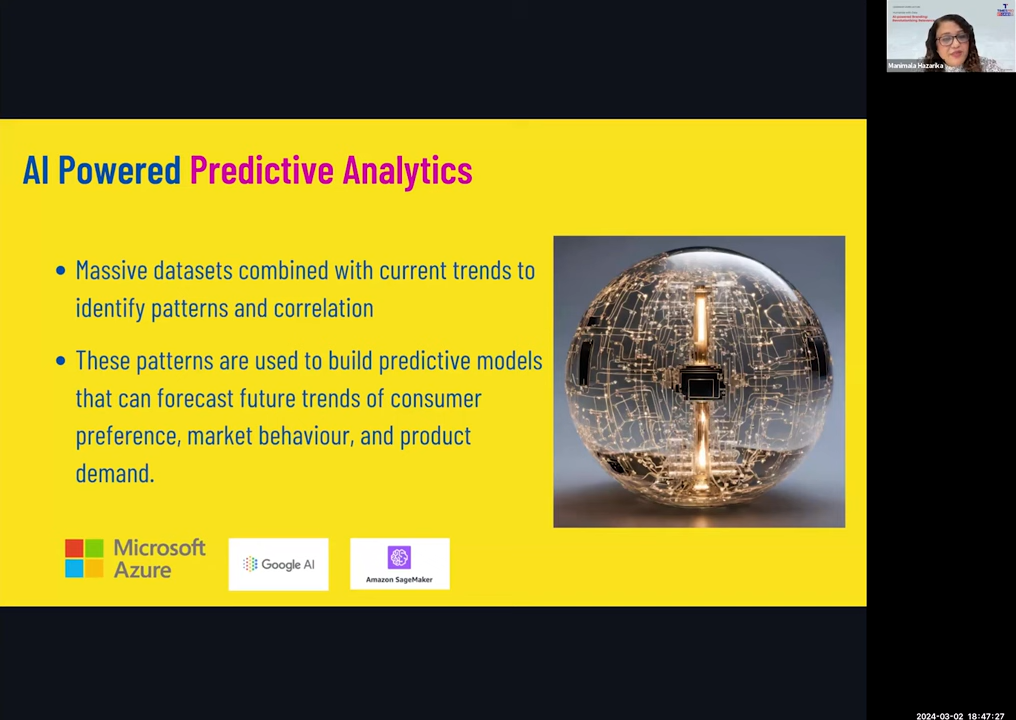 AI Powered Predictive Analytics
Massive datasets combined with current trends to
identify patterns and correlation
These patterns are used to build predictive models
that can forecast future trends of consumer
preference, market behaviour, and product
demand.
Microsoft
Azure
Google AI
Amazon SageMaker
Manimala Hazarika
2024-03-02 18:47:27